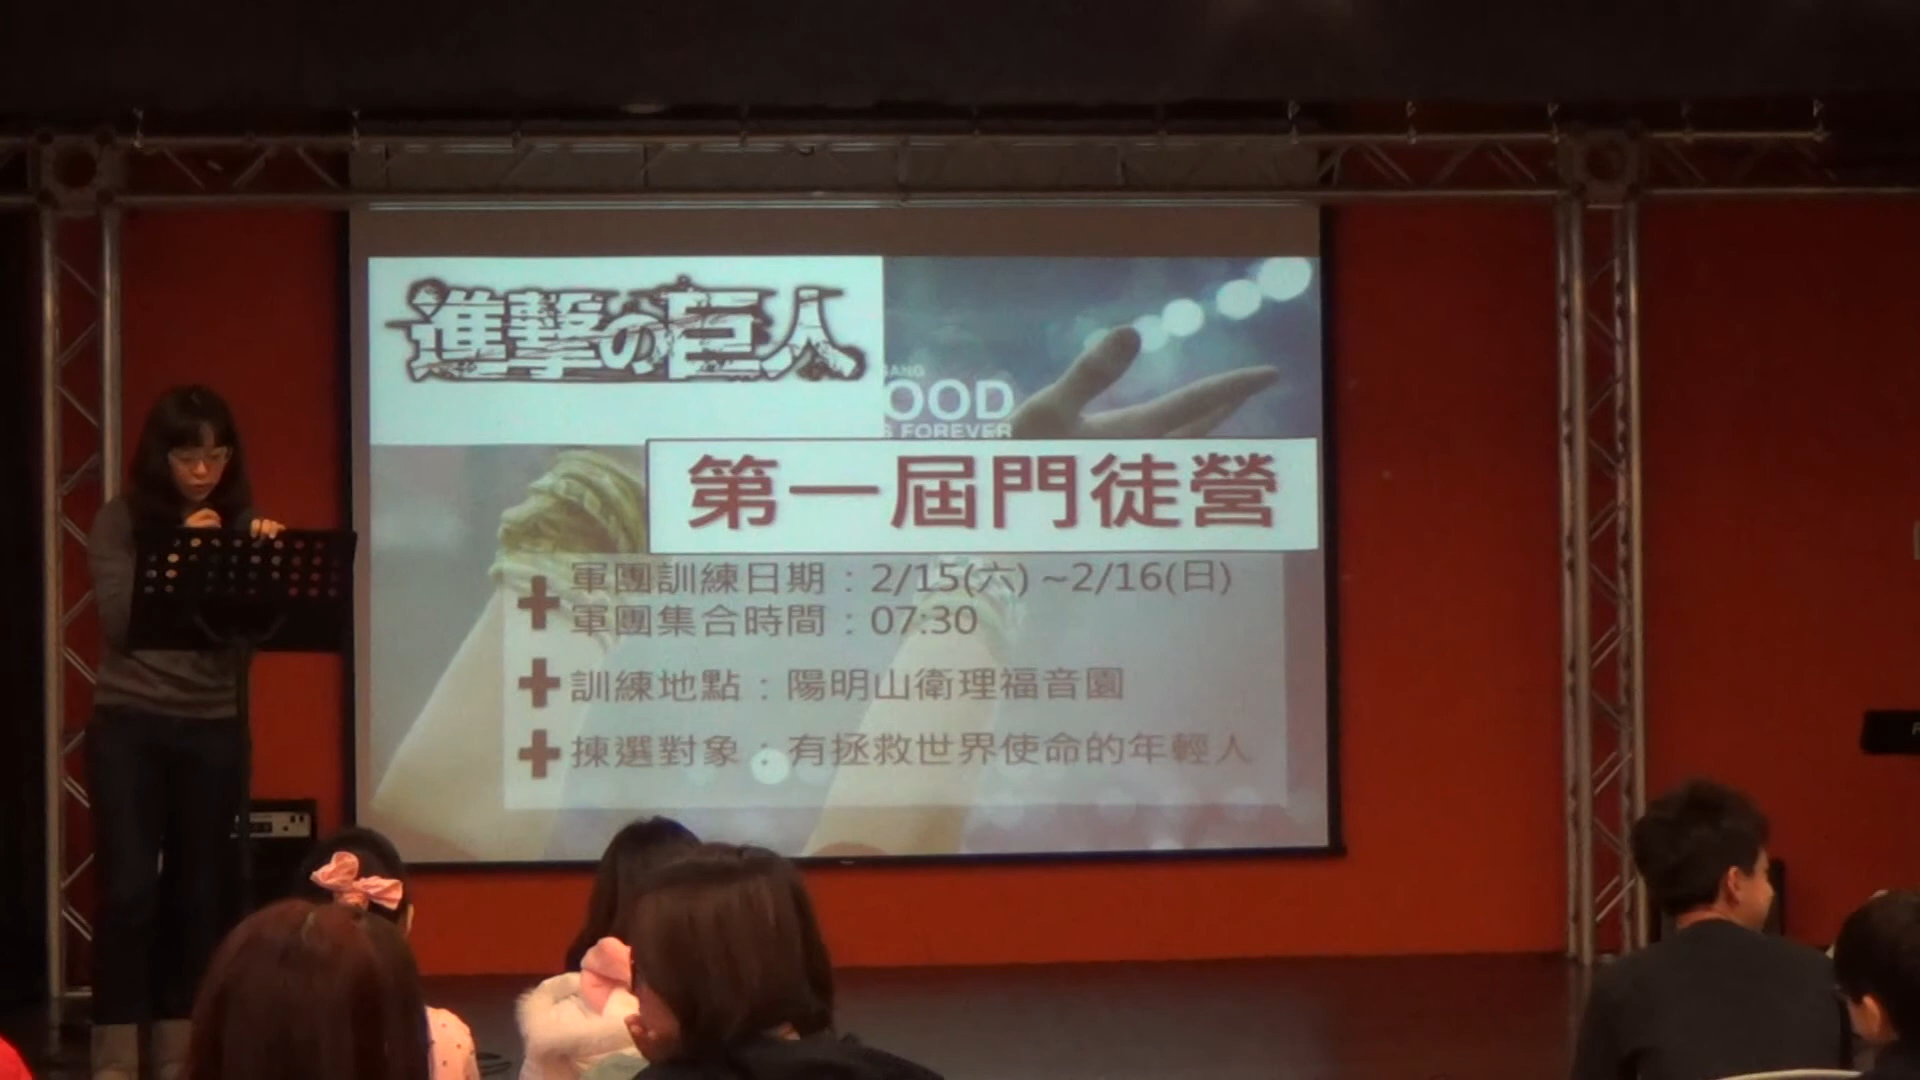 進撃の巨人
GANG
OOD
S FOREVER
第一屆門徒營
軍團訓練日期：2/15(六) ~2/16(日)
軍團集合時間：07:30
訓練地點：陽明山衛理福音園
揀選對象：有拯救世界使命的年輕人